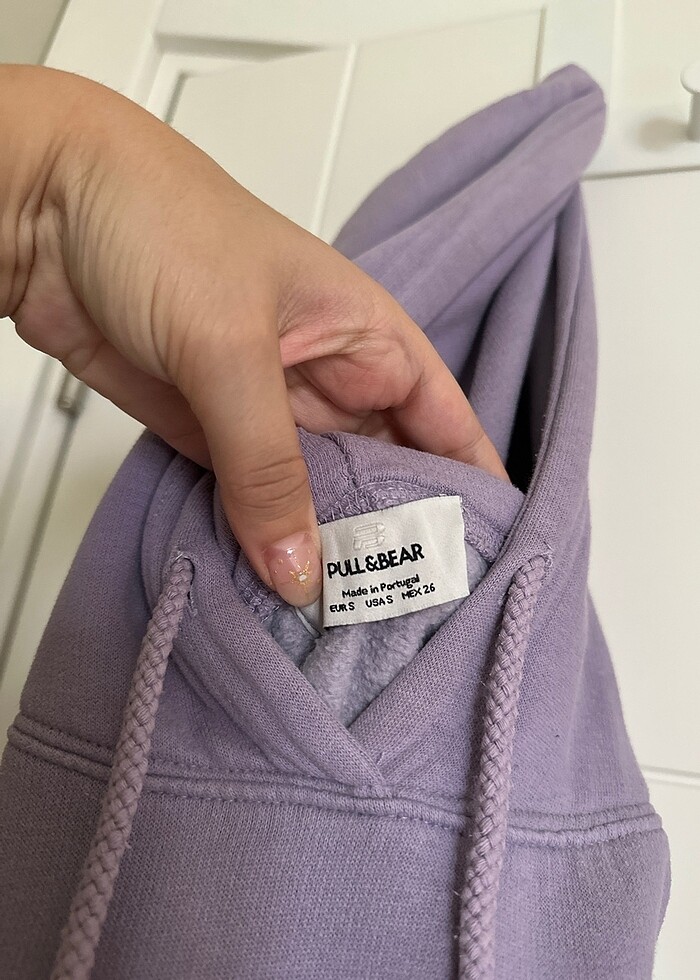 PULL&BEAR
Made in Portugal
EUR S USA S MEX 26